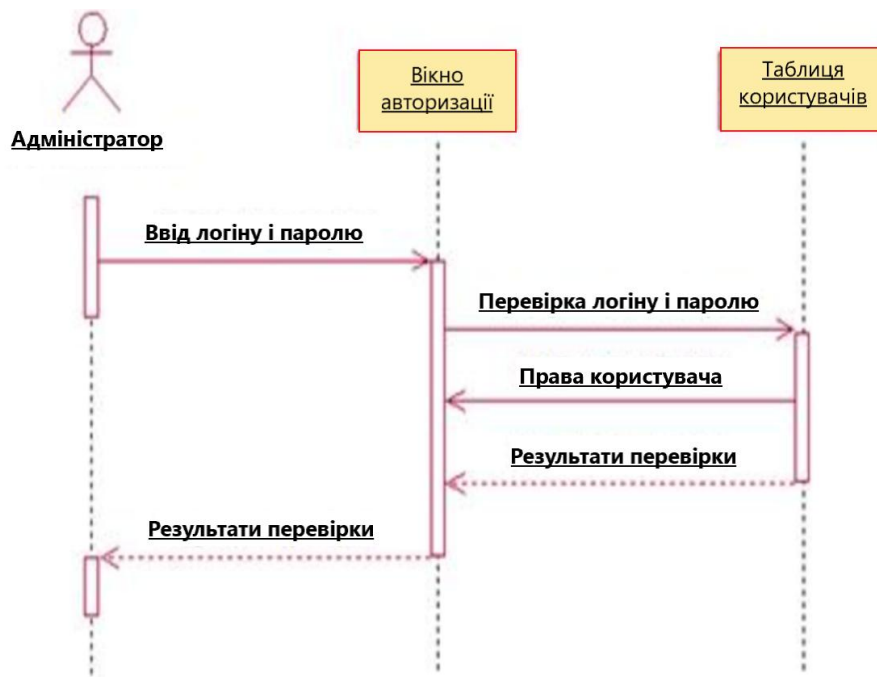 Вікно
авторизації
Таблиця
користувачів
Адміністратор
Ввід логіну і паролю
Перевірка логіну і паролю
Права користувача
Результати перевірки
Результати перевірки